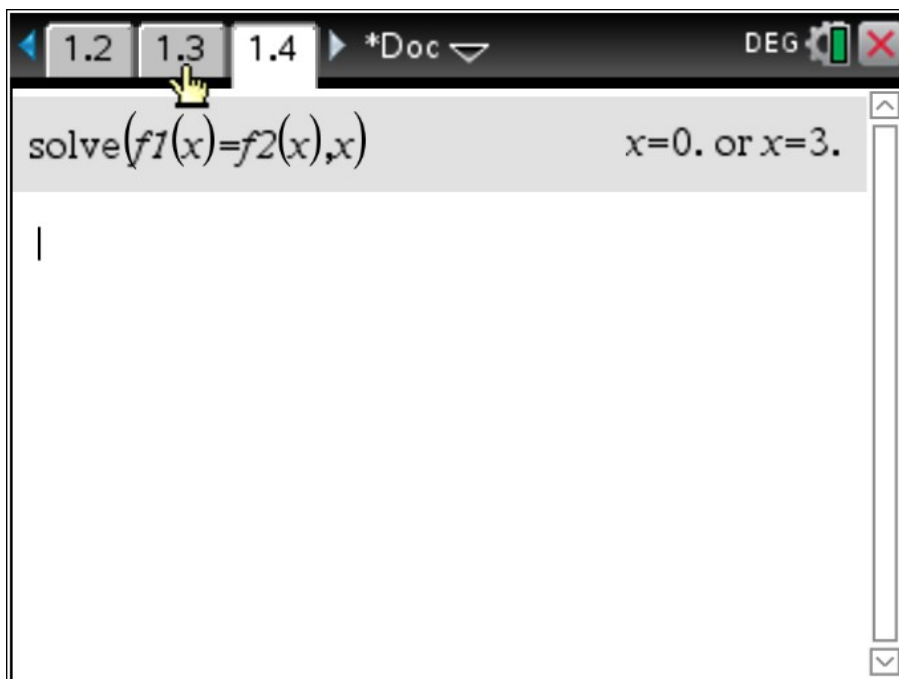 1.2 1.3 1.4 *Doc DEG
solve(f1(x)=f2(x),x) x=0. or x=3.